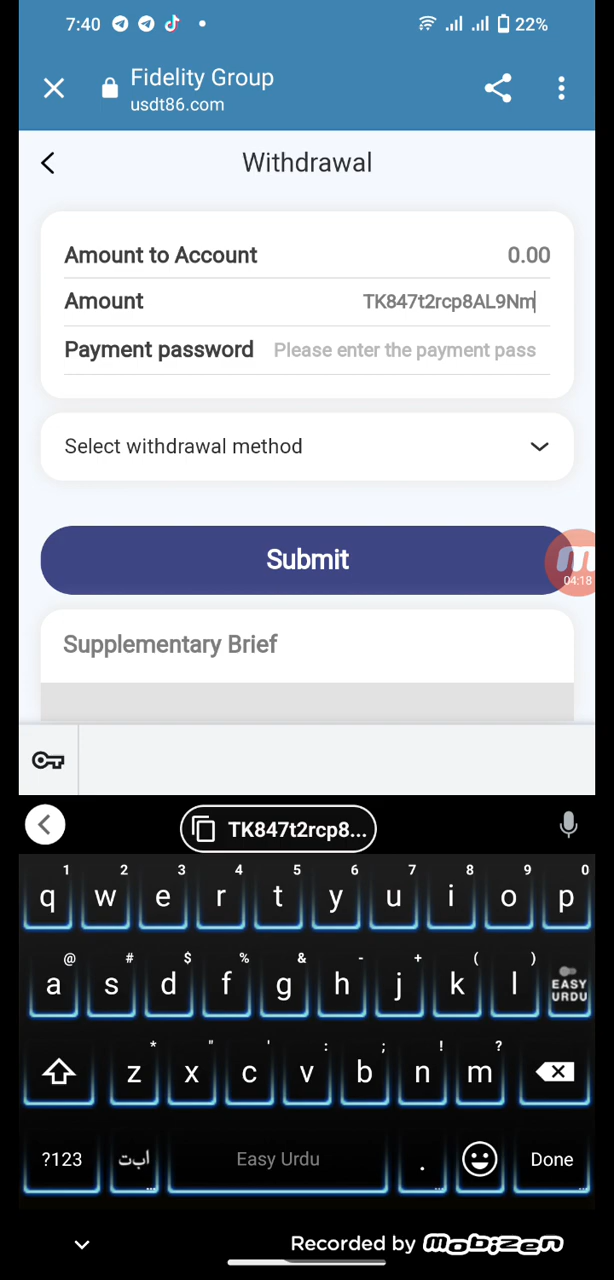 7:40 22%
Fidelity Group
usdt86.com
Withdrawal
Amount to Account 0.00
Amount TK847t2rcp8AL9Nm
Payment password Please enter the payment pass
Select withdrawal method
Submit
04:18
Supplementary Brief
TK847t2rcp8...
1 2 3 4 5 6 7 8 9 0
q w e r t y u i o p
@ # $ % & - + ( )
a s d f g h j k l EASY URDU
* " ' : ; ! ?
z x c v b n m
?123 ا ب ت Easy Urdu . Done
Recorded by mobizen